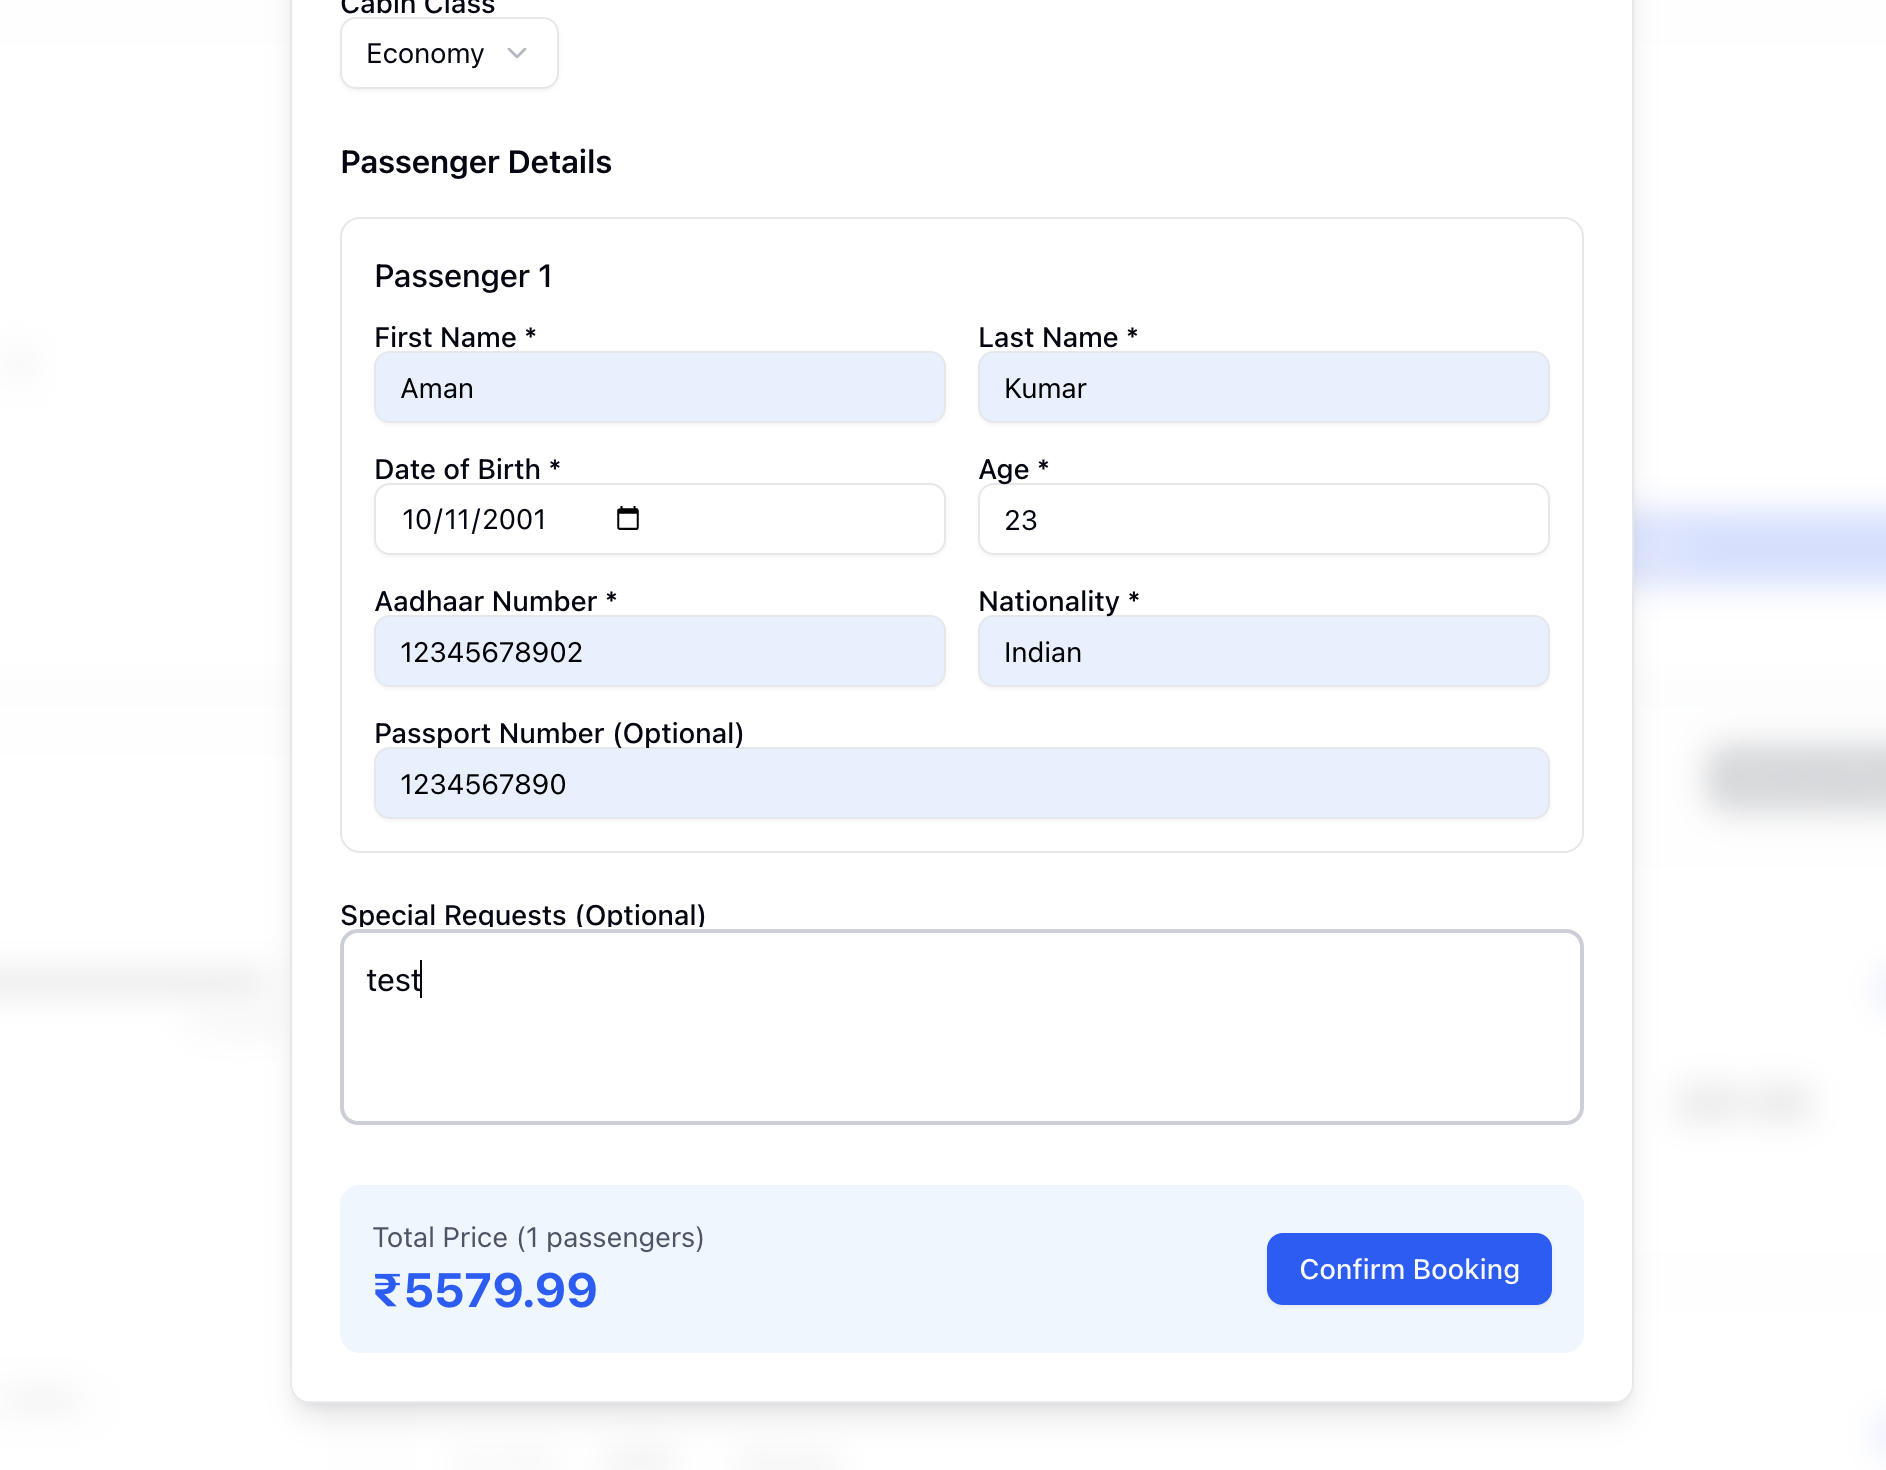 Cabin Class
Economy
Passenger Details
Passenger 1
First Name *
Last Name *
Aman
Kumar
Date of Birth *
Age *
10/11/2001
23
Aadhaar Number *
Nationality *
12345678902
Indian
Passport Number (Optional)
1234567890
Special Requests (Optional)
test
Total Price (1 passengers)
₹5579.99
Confirm Booking